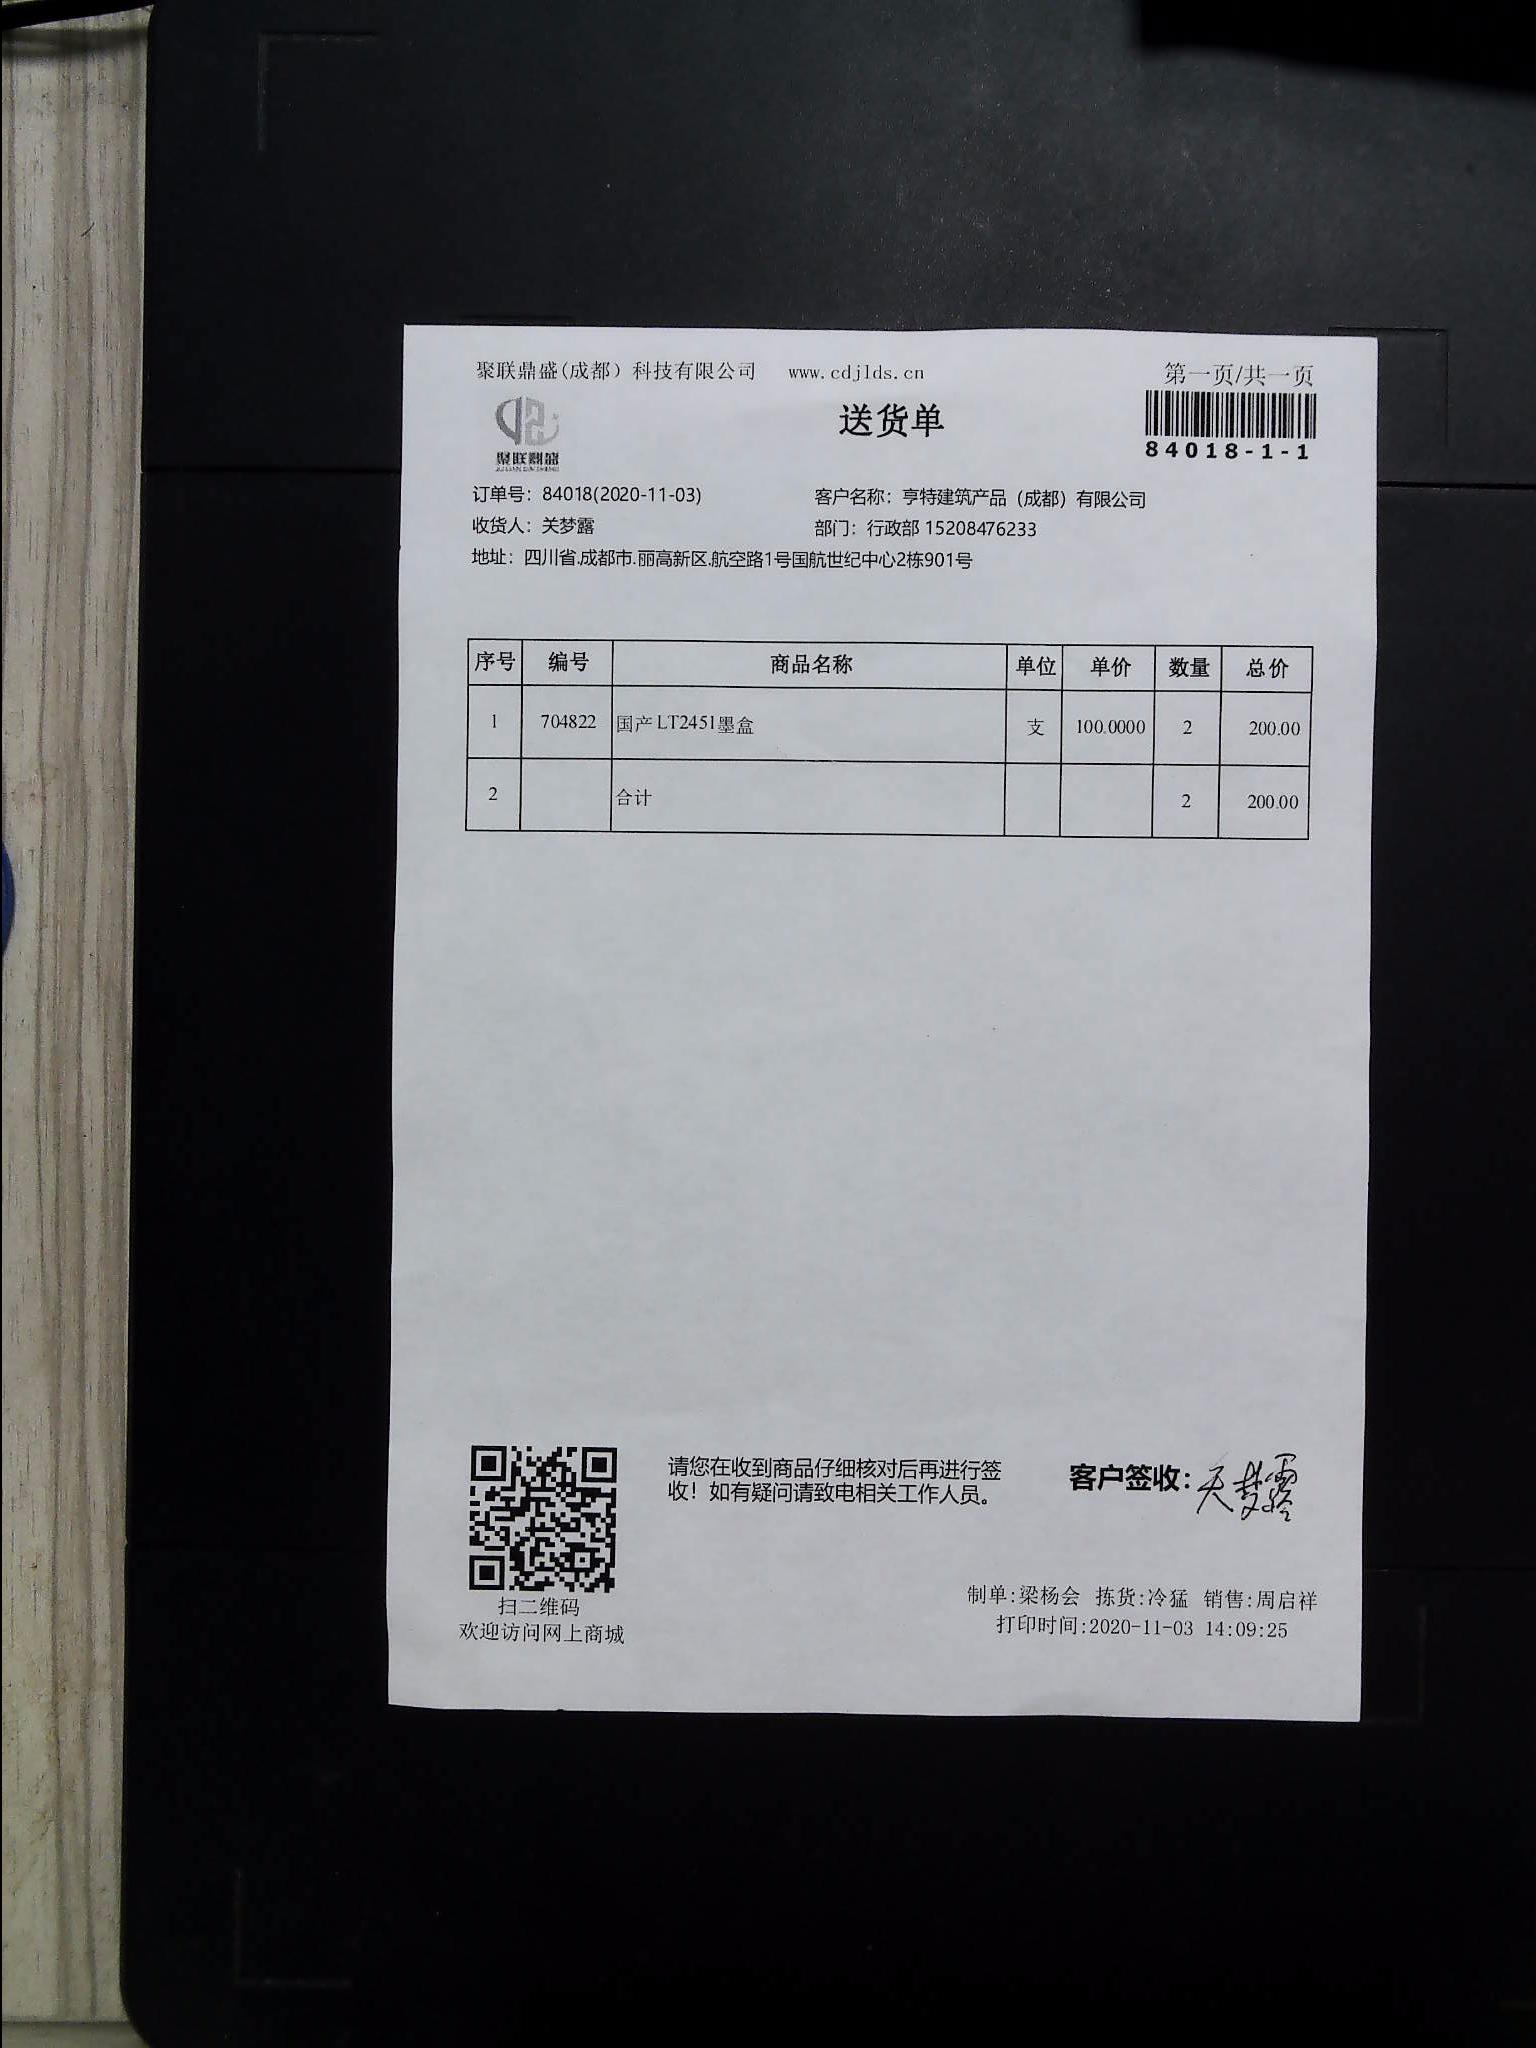 聚联鼎盛(成都）科技有限公司 www.cdjlds.cn
第一页/共一页
聚联鼎盛
送货单
84018-1-1
订单号：84018(2020-11-03) 客户名称：亨特建筑产品（成都）有限公司
收货人：关梦露 部门：行政部 15208476233
地址：四川省.成都市.丽高新区.航空路1号国航世纪中心2栋901号
序号 编号 商品名称 单位 单价 数量 总价
1 704822 国产LT2451墨盒 支 100.0000 2 200.00
2 合计 2 200.00
请您在收到商品仔细核对后再进行签
收！如有疑问请致电相关工作人员。
客户签收：关梦露
扫二维码
欢迎访问网上商城
制单:梁杨会 拣货:冷猛 销售:周启祥
打印时间:2020-11-03 14:09:25